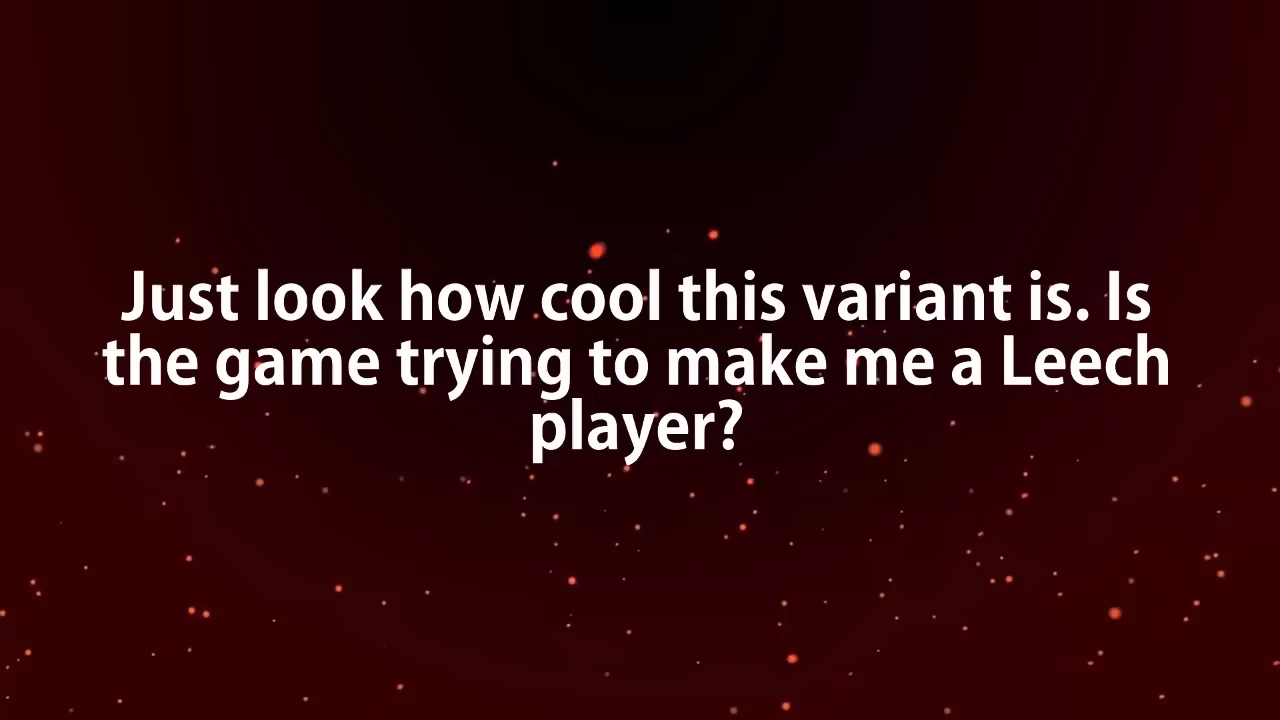 Just look how cool this variant is. Is
the game trying to make me a Leech
player?